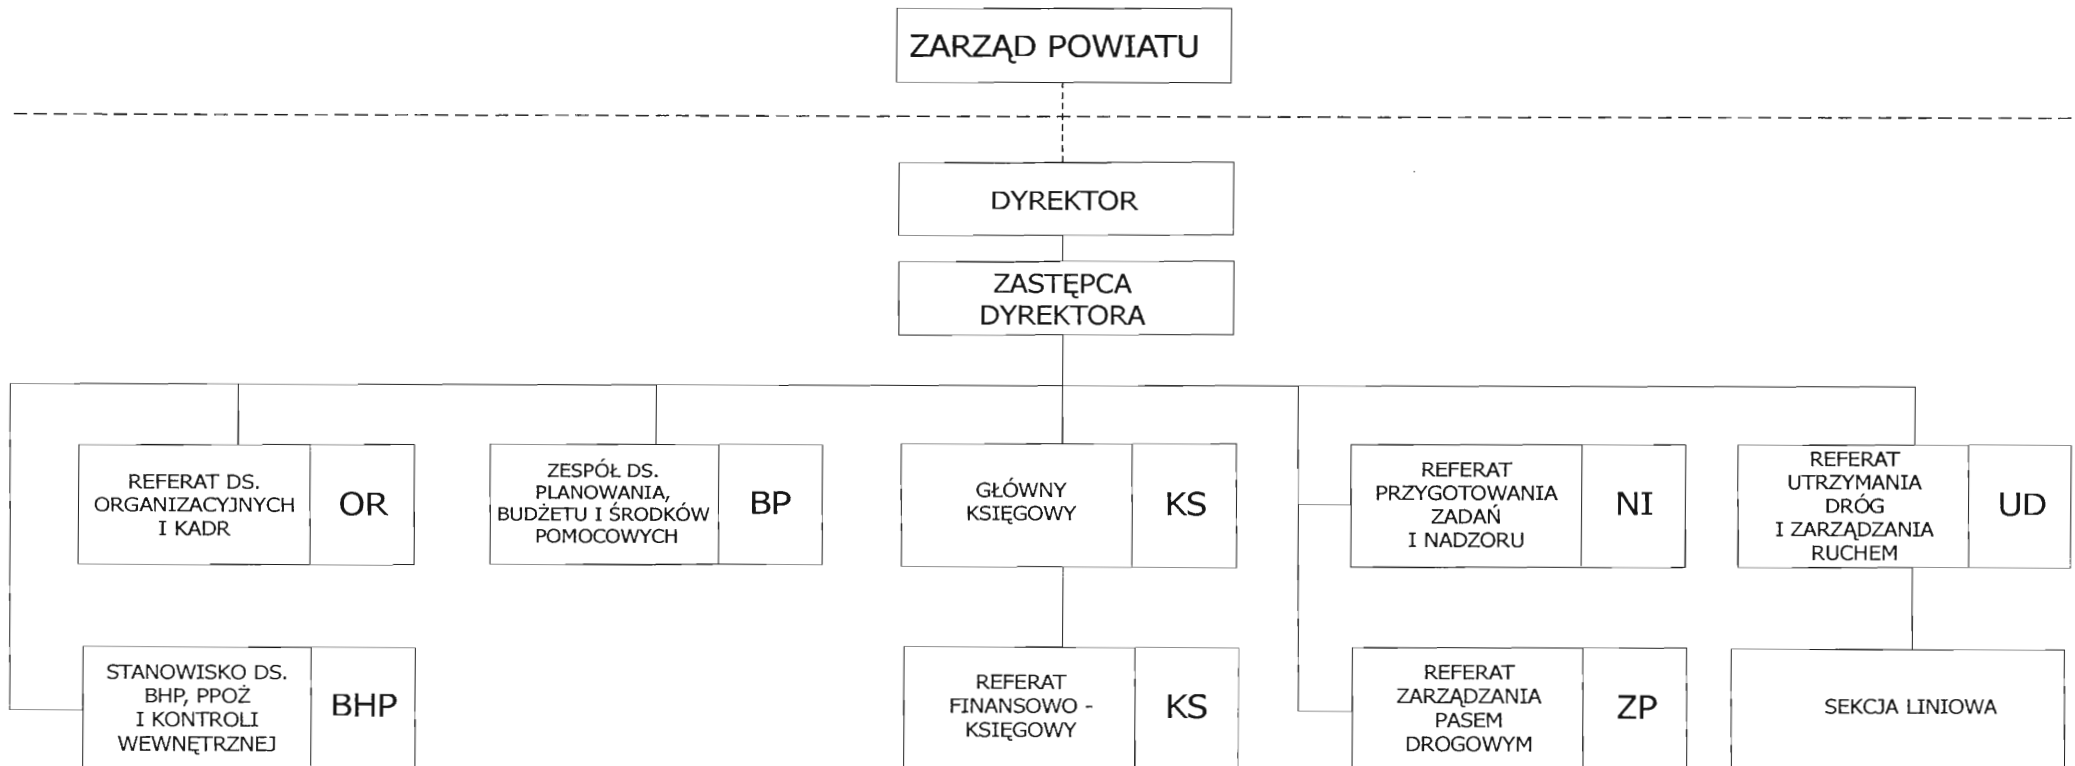 ZARZĄD POWIATU
DYREKTOR
ZASTĘPCA
DYREKTORA
REFERAT DS.
ORGANIZACYJNYCH
I KADR
OR
ZESPÓŁ DS.
PLANOWANIA,
BUDŻETU I ŚRODKÓW
POMOCOWYCH
BP
GŁÓWNY
KSIĘGOWY
KS
REFERAT
PRZYGOTOWANIA
ZADAŃ
I NADZORU
NI
REFERAT
UTRZYMANIA
DRÓG
I ZARZĄDZANIA
RUCHEM
UD
STANOWISKO DS.
BHP, PPOŻ
I KONTROLI
WEWNĘTRZNEJ
BHP
REFERAT
FINANSOWO -
KSIĘGOWY
KS
REFERAT
ZARZĄDZANIA
PASEM
DROGOWYM
ZP
SEKCJA LINIOWA